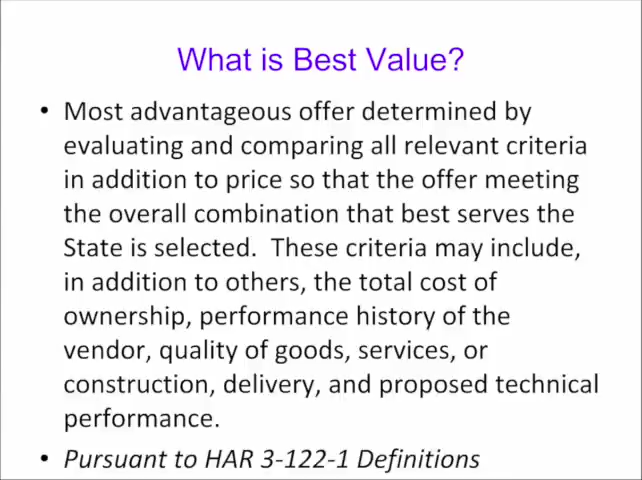 What is Best Value?
• Most advantageous offer determined by
evaluating and comparing all relevant criteria
in addition to price so that the offer meeting
the overall combination that best serves the
State is selected.  These criteria may include,
in addition to others, the total cost of
ownership, performance history of the
vendor, quality of goods, services, or
construction, delivery, and proposed technical
performance.
• Pursuant to HAR 3-122-1 Definitions